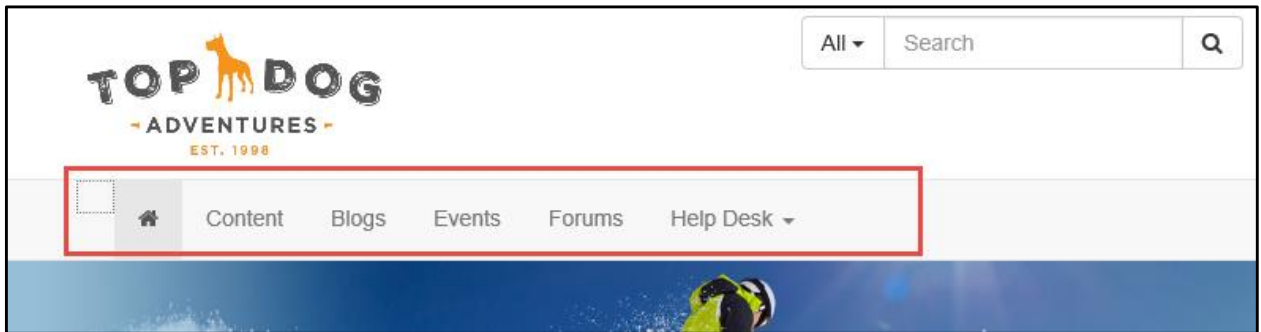 All Search
TOP DOG
- ADVENTURES -
EST. 1998
Content Blogs Events Forums Help Desk